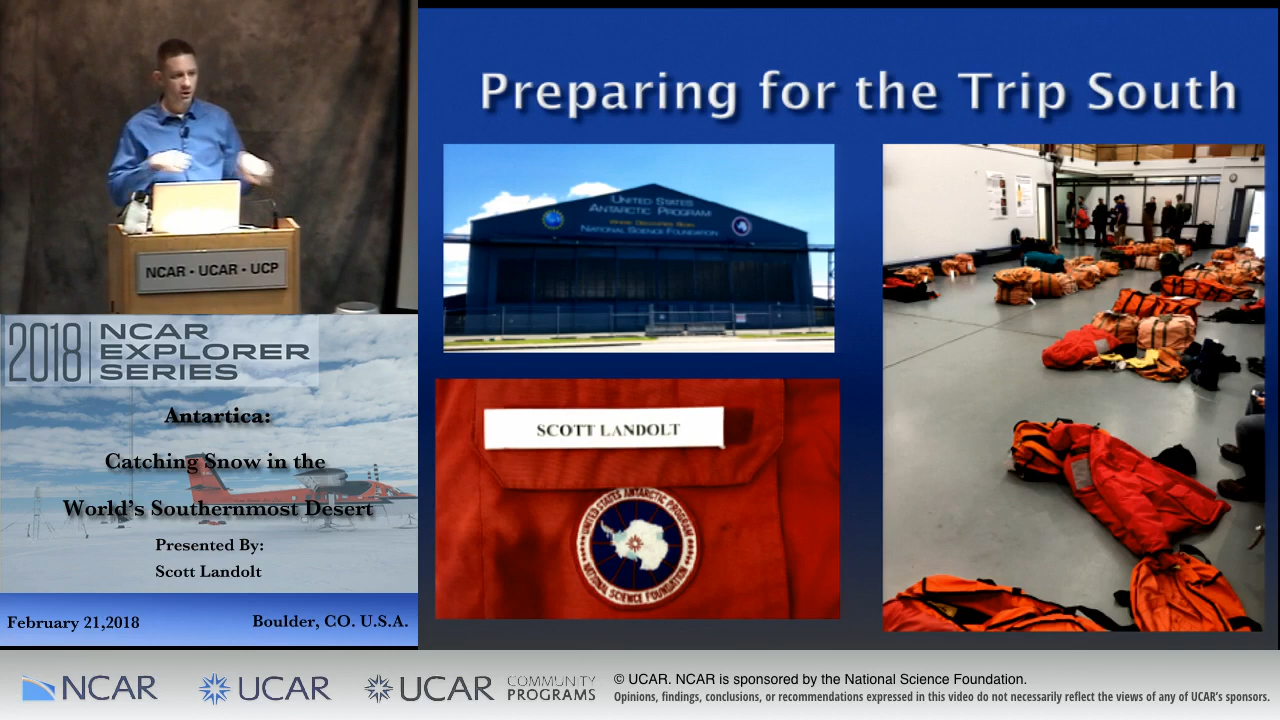 NCAR • UCAR • UCP
2018 NCAR
EXPLORER
SERIES
Antartica:
Catching Snow in the
World's Southernmost Desert
Presented By:
Scott Landolt
February 21,2018
Boulder, CO. U.S.A.
Preparing for the Trip South
UNITED STATES
ANTARCTIC PROGRAM
NATIONAL SCIENCE FOUNDATION
SCOTT LANDOLT
UNITED STATES ANTARCTIC PROGRAM
NATIONAL SCIENCE FOUNDATION
NCAR
UCAR
UCAR
COMMUNITY
PROGRAMS
© UCAR. NCAR is sponsored by the National Science Foundation.
Opinions, findings, conclusions, or recommendations expressed in this video do not necessarily reflect the views of any of UCAR's sponsors.